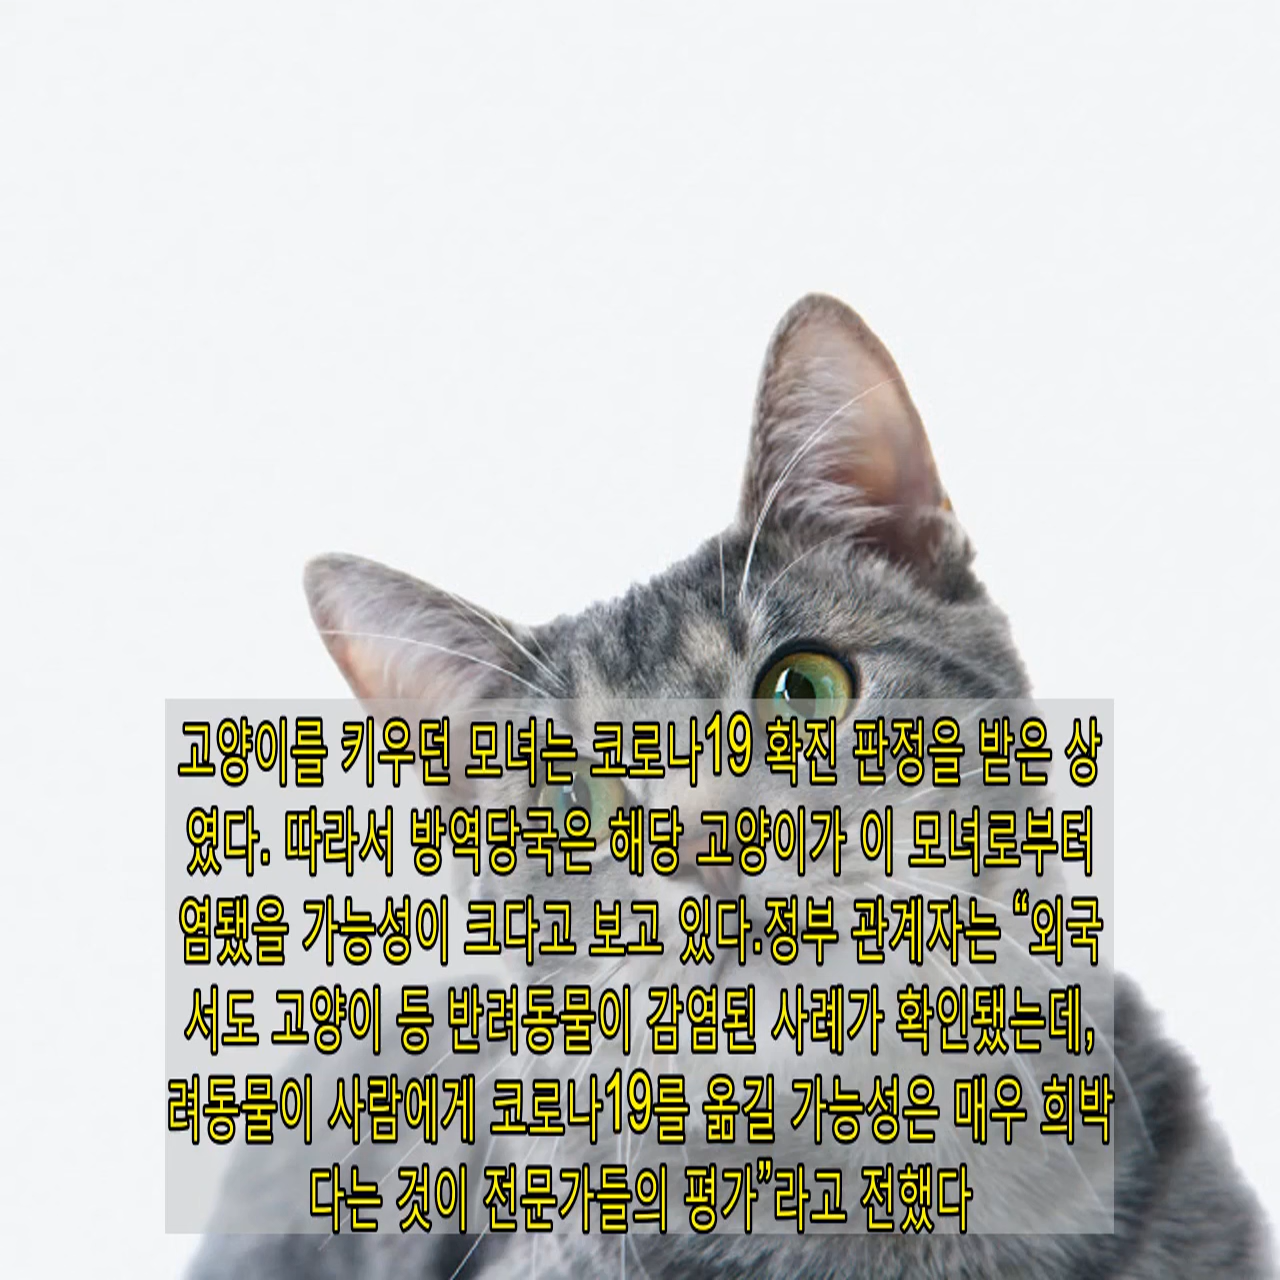 고양이를 키우던 모녀는 코로나19 확진 판정을 받은 상
였다. 따라서 방역당국은 해당 고양이가 이 모녀로부터
염됐을 가능성이 크다고 보고 있다.정부 관계자는 “외국
서도 고양이 등 반려동물이 감염된 사례가 확인됐는데,
려동물이 사람에게 코로나19를 옮길 가능성은 매우 희박
다는 것이 전문가들의 평가”라고 전했다